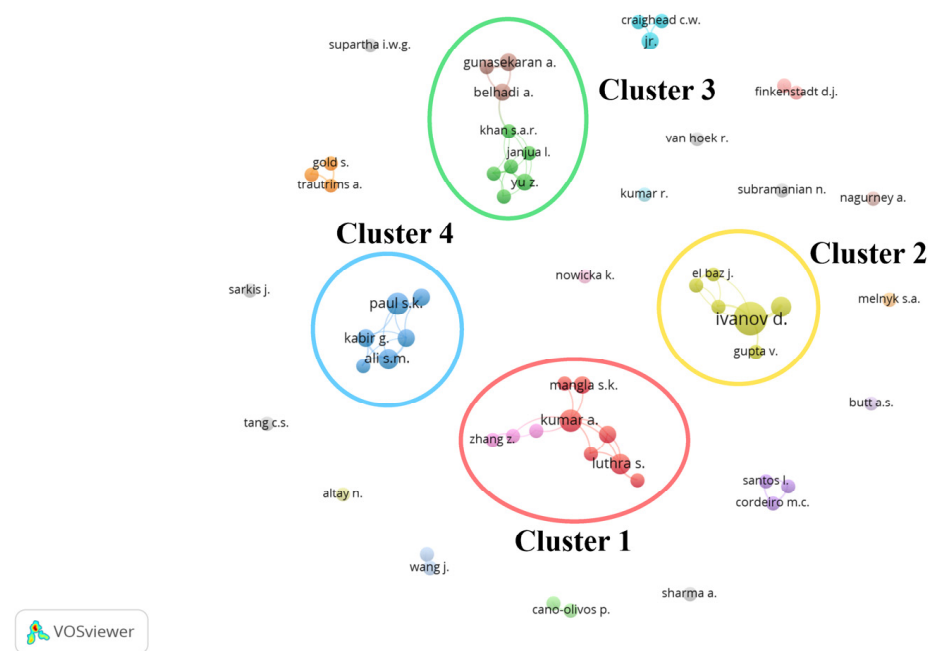 craighead c.w.
jr.
supartha i.w.g.
gunasekaran a.
belhadi a.
Cluster 3
finkenstadt d.j.
khan s.a.r.
van hoek r.
janjua l.
gold s.
trautrims a.
yu z.
kumar r.
subramanian n.
nagurney a.
Cluster 4
Cluster 2
sarkis j.
nowicka k.
el baz j.
melnyk s.a.
paul s.k.
ivanov d.
kabir g.
ali s.m.
gupta v.
mangla s.k.
butt a.s.
tang c.s.
kumar a.
zhang z.
luthra s.
altay n.
santos l.
cordeiro m.c.
Cluster 1
wang j.
sharma a.
cano-olivos p.
VOSviewer